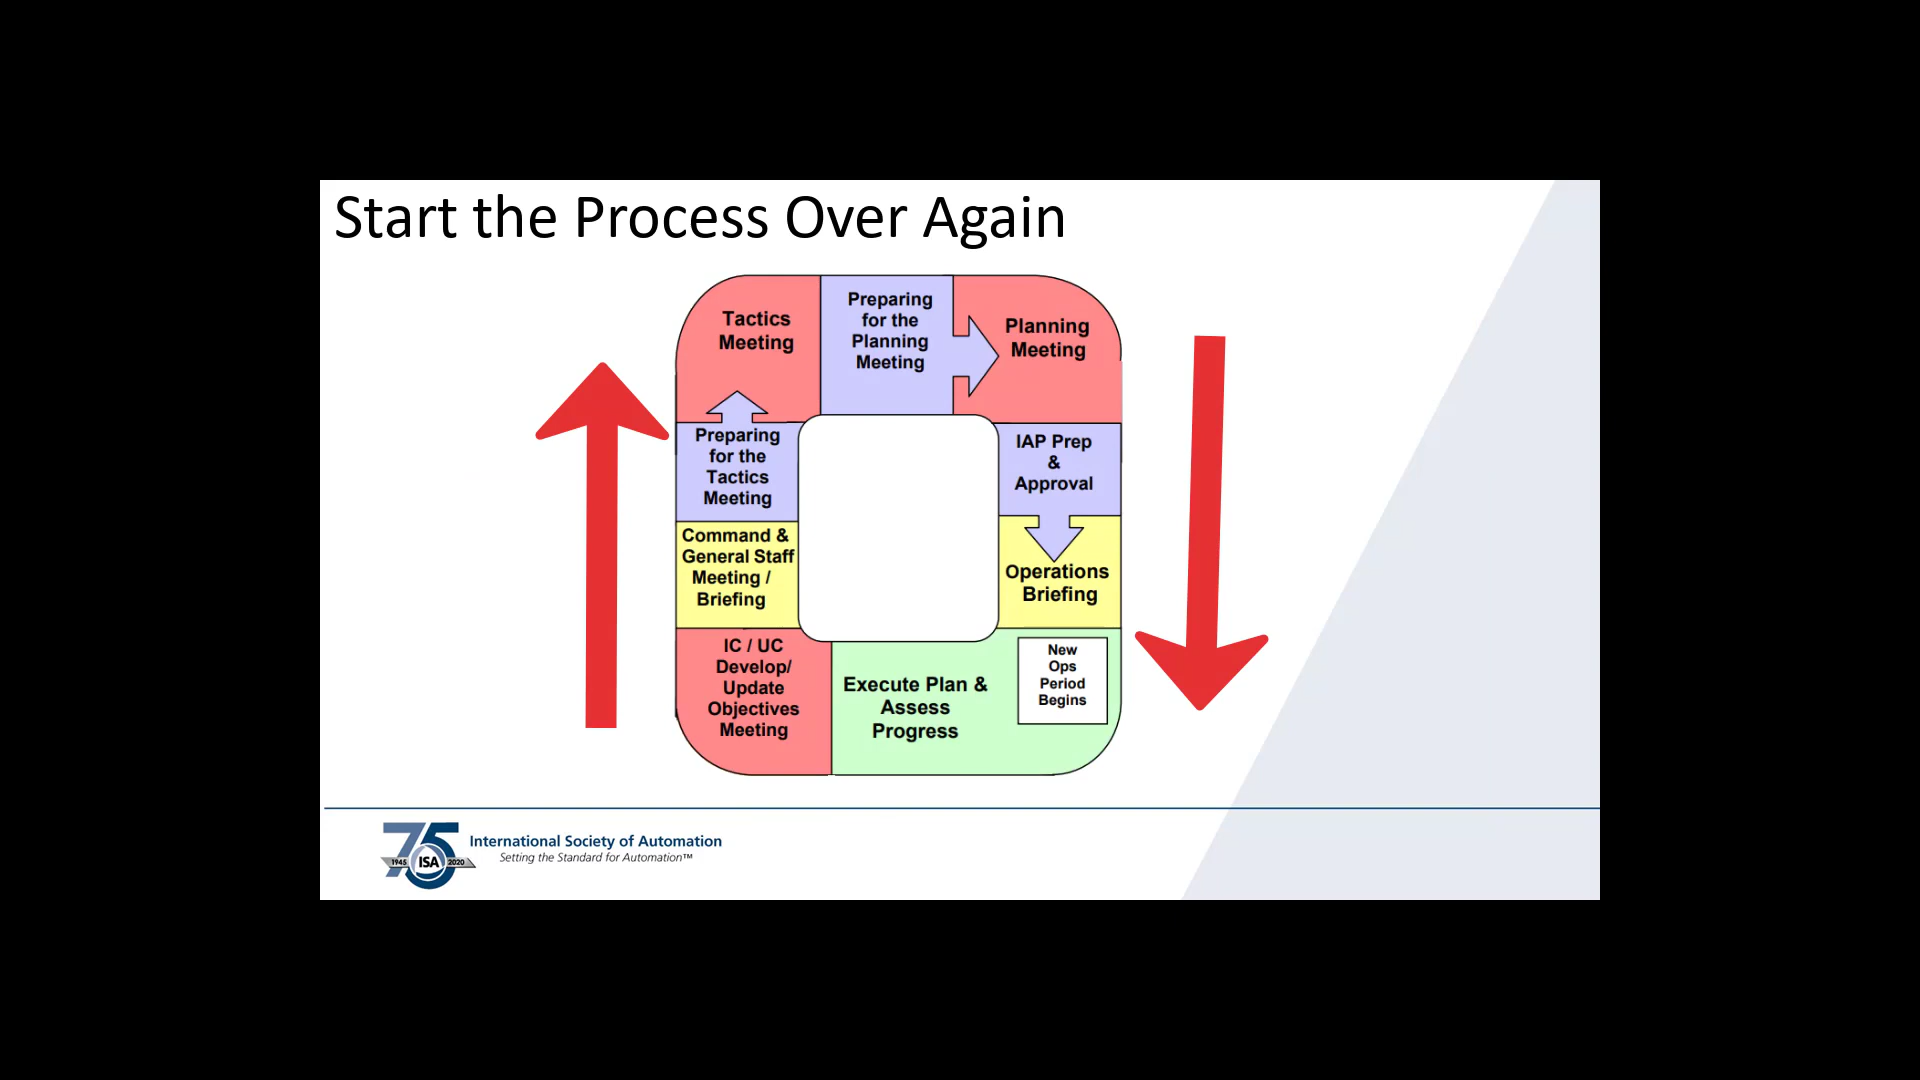 Start the Process Over Again
Tactics
Meeting
Preparing
for the
Planning
Meeting
Planning
Meeting
Preparing
for the
Tactics
Meeting
IAP Prep
&
Approval
Command &
General Staff
Meeting /
Briefing
Operations
Briefing
IC / UC
Develop/
Update
Objectives
Meeting
Execute Plan &
Assess
Progress
New
Ops
Period
Begins
75
1945 ISA 2020
International Society of Automation
Setting the Standard for Automation™